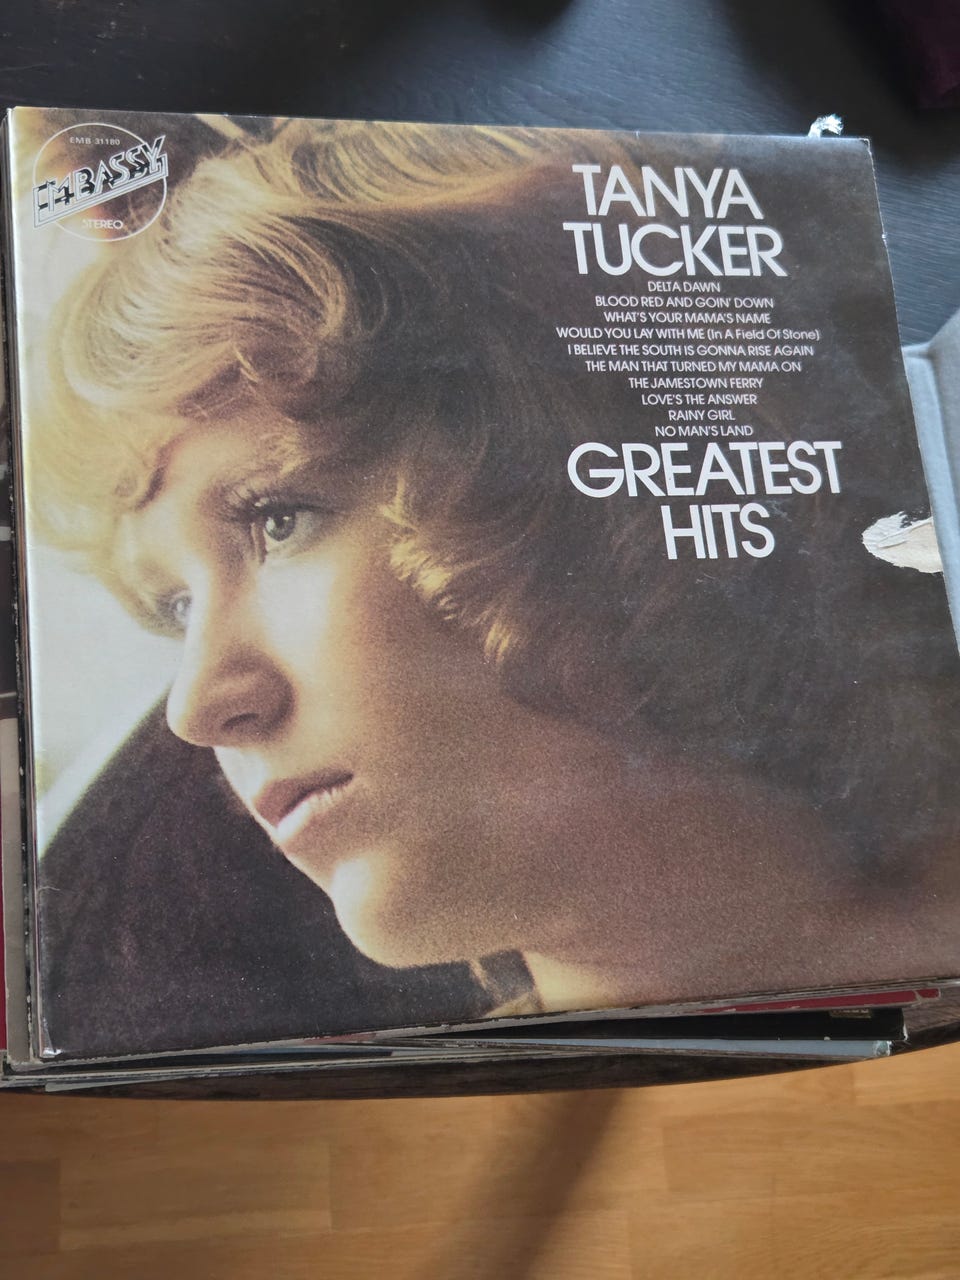 EMB 31180
EMBASSY
STEREO
TANYA
TUCKER
DELTA DAWN
BLOOD RED AND GOIN' DOWN
WHAT'S YOUR MAMA'S NAME
WOULD YOU LAY WITH ME (In A Field Of Stone)
I BELIEVE THE SOUTH IS GONNA RISE AGAIN
THE MAN THAT TURNED MY MAMA ON
THE JAMESTOWN FERRY
LOVE'S THE ANSWER
RAINY GIRL
NO MAN'S LAND
GREATEST
HITS